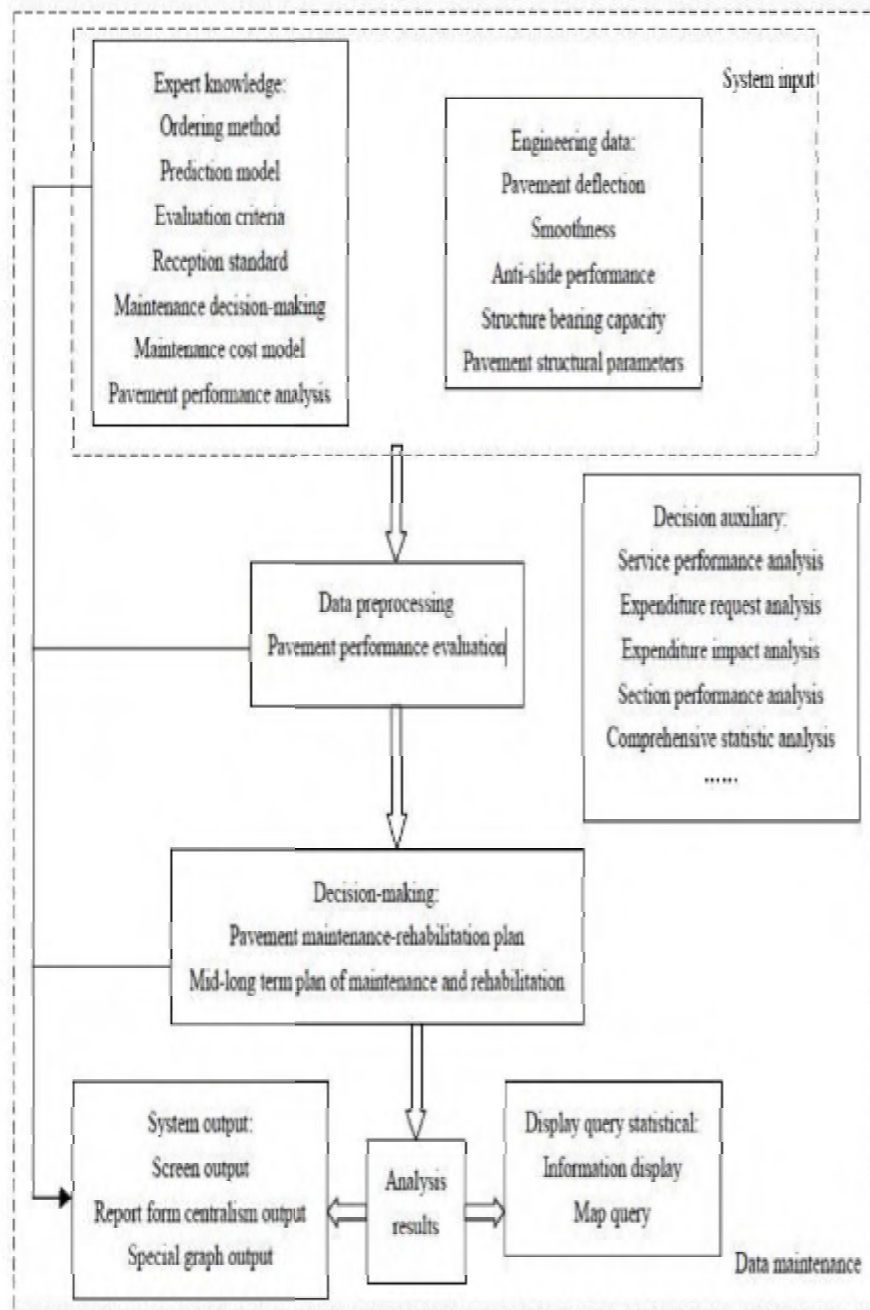 System input
Expert knowledge:
Ordering method
Prediction model
Evaluation criteria
Reception standard
Maintenance decision-making
Maintenance cost model
Pavement performance analysis
Engineering data:
Pavement deflection
Smoothness
Anti-slide performance
Structure bearing capacity
Pavement structural parameters
Data preprocessing
Pavement performance evaluation
Decision auxiliary:
Service performance analysis
Expenditure request analysis
Expenditure impact analysis
Section performance analysis
Comprehensive statistic analysis
......
Decision-making:
Pavement maintenance-rehabilitation plan
Mid-long term plan of maintenance and rehabilitation
System output:
Screen output
Report form centralism output
Special graph output
Analysis
results
Display query statistical:
Information display
Map query
Data maintenance